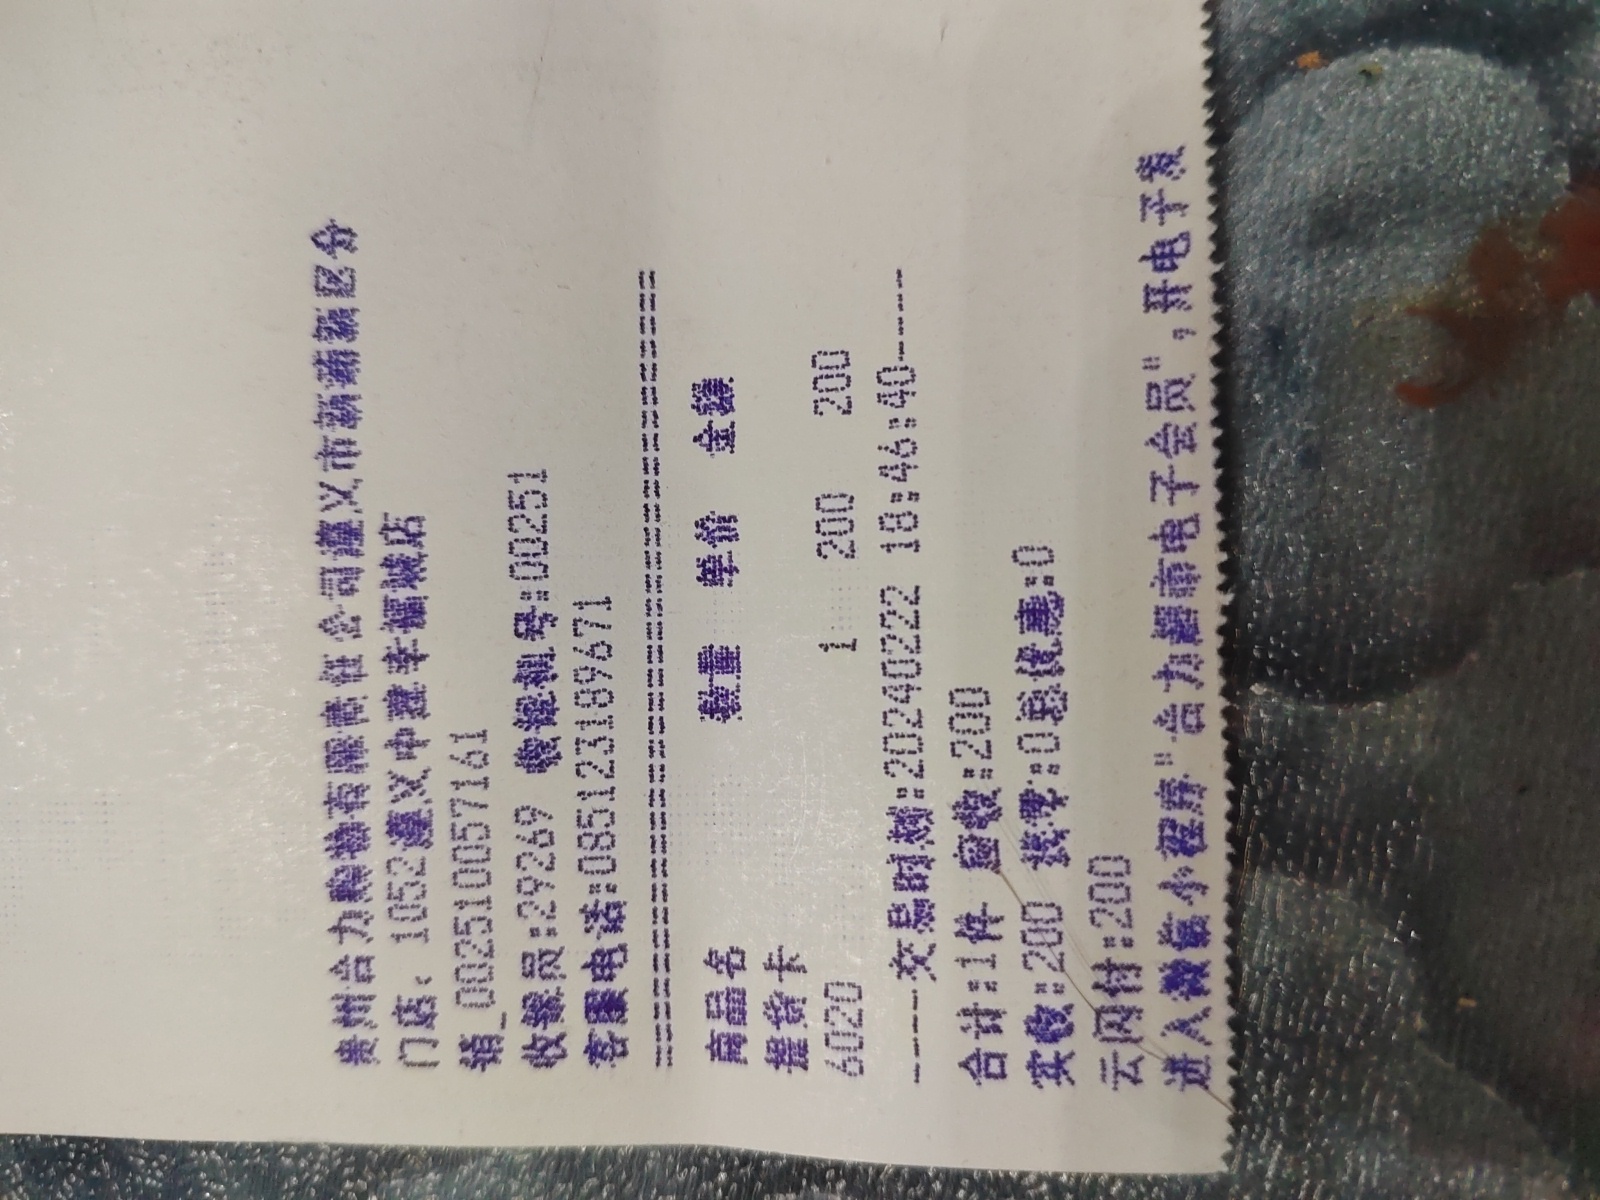 贵州合力购物有限责任公司遵义市新蒲新区分
门店: 1052遵义中建幸福城店
销_00251005716​1
收银员:29269 收银机号:00251
客服电话:085123189671
================================
商品名 数量 单价 金额
提货卡
6020 1 200 200
----交易时刻:20240222 18:46:40----
合计:1件 应收:200
实收:200 找零:0总优惠:0
云闪付:200
进入微信小程序"合力超市电子会员",开电子发